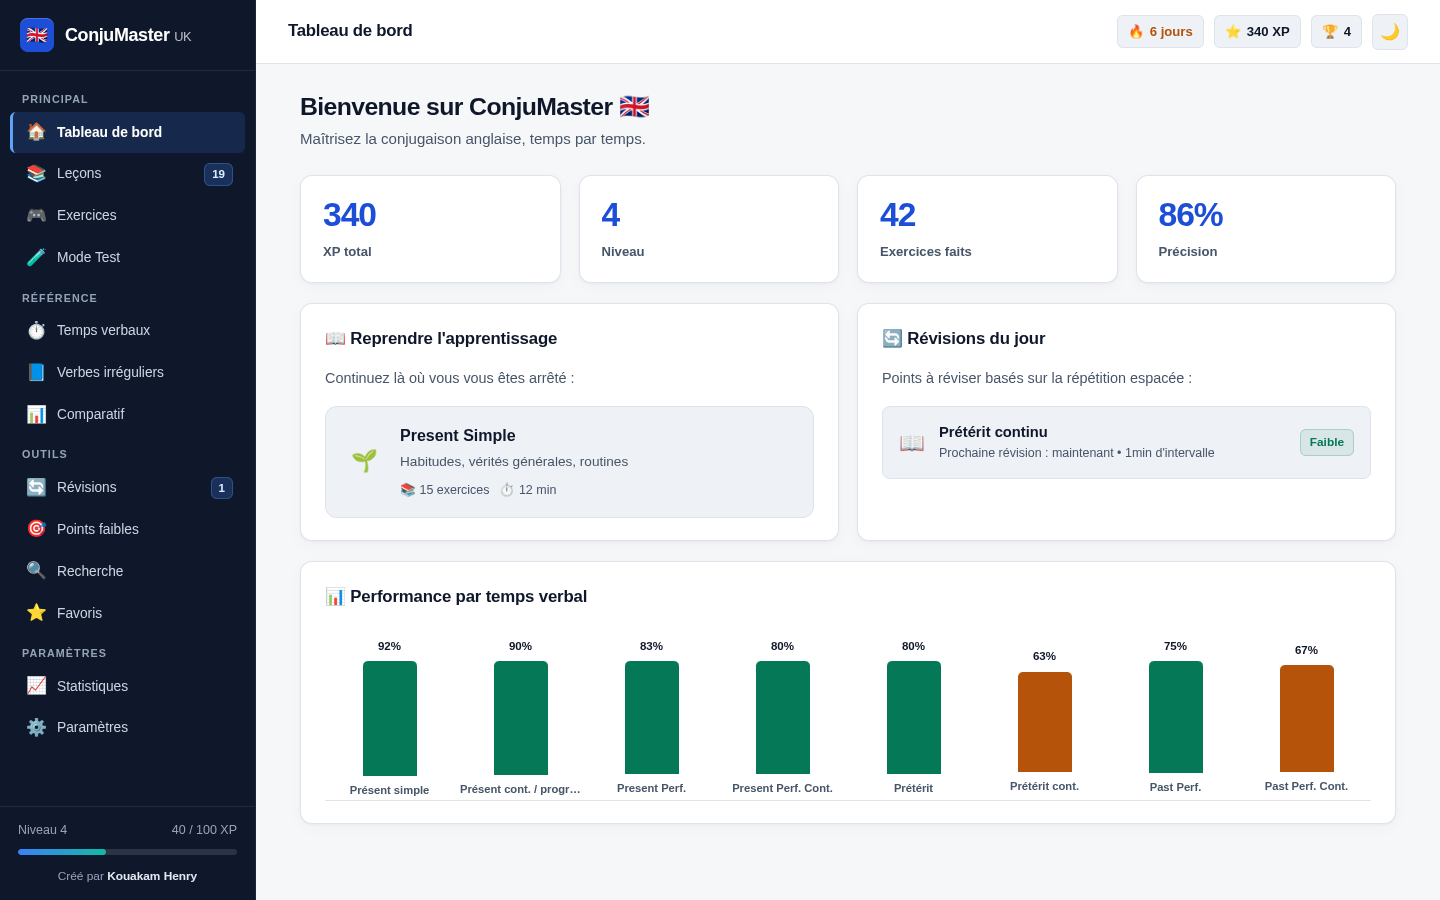 ConjuMaster UK
PRINCIPAL
Tableau de bord
Leçons 19
Exercices
Mode Test
RÉFÉRENCE
Temps verbaux
Verbes irréguliers
Comparatif
OUTILS
Révisions 1
Points faibles
Recherche
Favoris
PARAMÈTRES
Statistiques
Paramètres
Niveau 4 40 / 100 XP
Créé par Kouakam Henry
Tableau de bord 6 jours 340 XP 4
Bienvenue sur ConjuMaster
Maîtrisez la conjugaison anglaise, temps par temps.
340 4 42 86%
XP total Niveau Exercices faits Précision
Reprendre l'apprentissage
Continuez là où vous vous êtes arrêté :
Present Simple
Habitudes, vérités générales, routines
15 exercices 12 min
Révisions du jour
Points à réviser basés sur la répétition espacée :
Prétérit continu
Prochaine révision : maintenant • 1min d'intervalle
Faible
Performance par temps verbal
92% 90% 83% 80% 80% 63% 75% 67%
Présent simple Présent cont. / progr… Present Perf. Present Perf. Cont. Prétérit Prétérit cont. Past Perf. Past Perf. Cont.